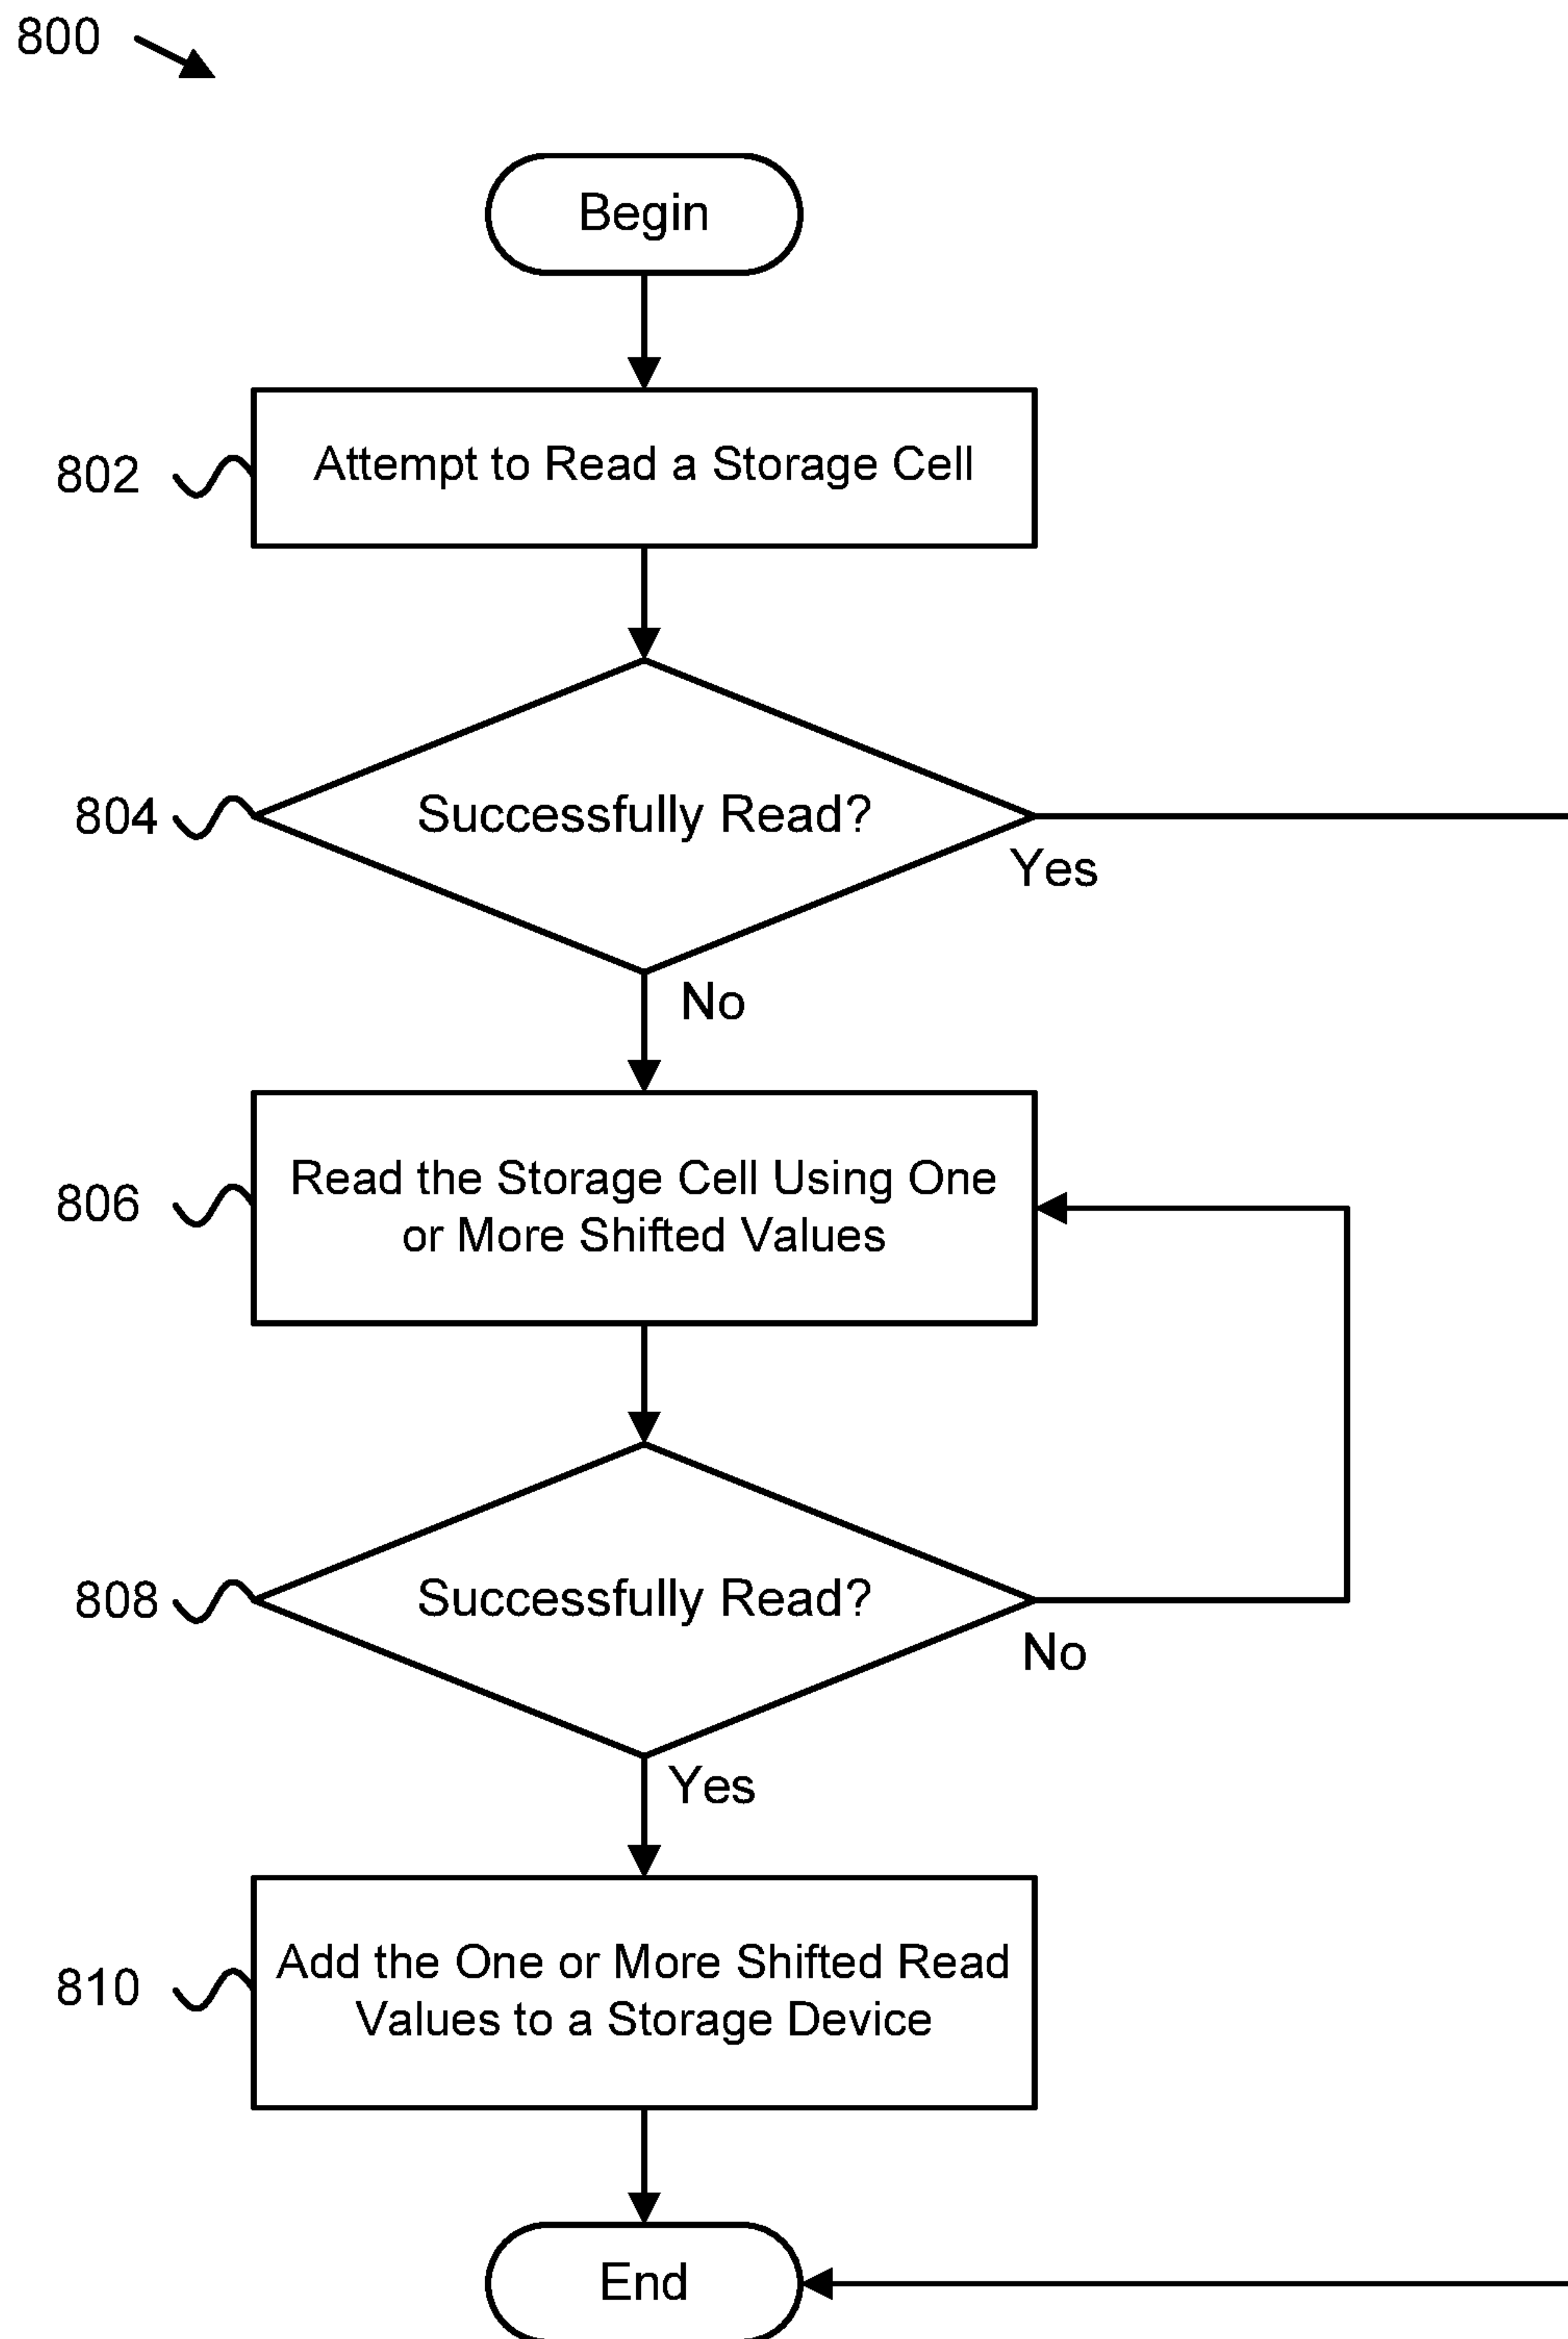 800
Begin
802
Attempt to Read a Storage Cell
804
Successfully Read?
Yes
No
806
Read the Storage Cell Using One
or More Shifted Values
808
Successfully Read?
No
Yes
810
Add the One or More Shifted Read
Values to a Storage Device
End